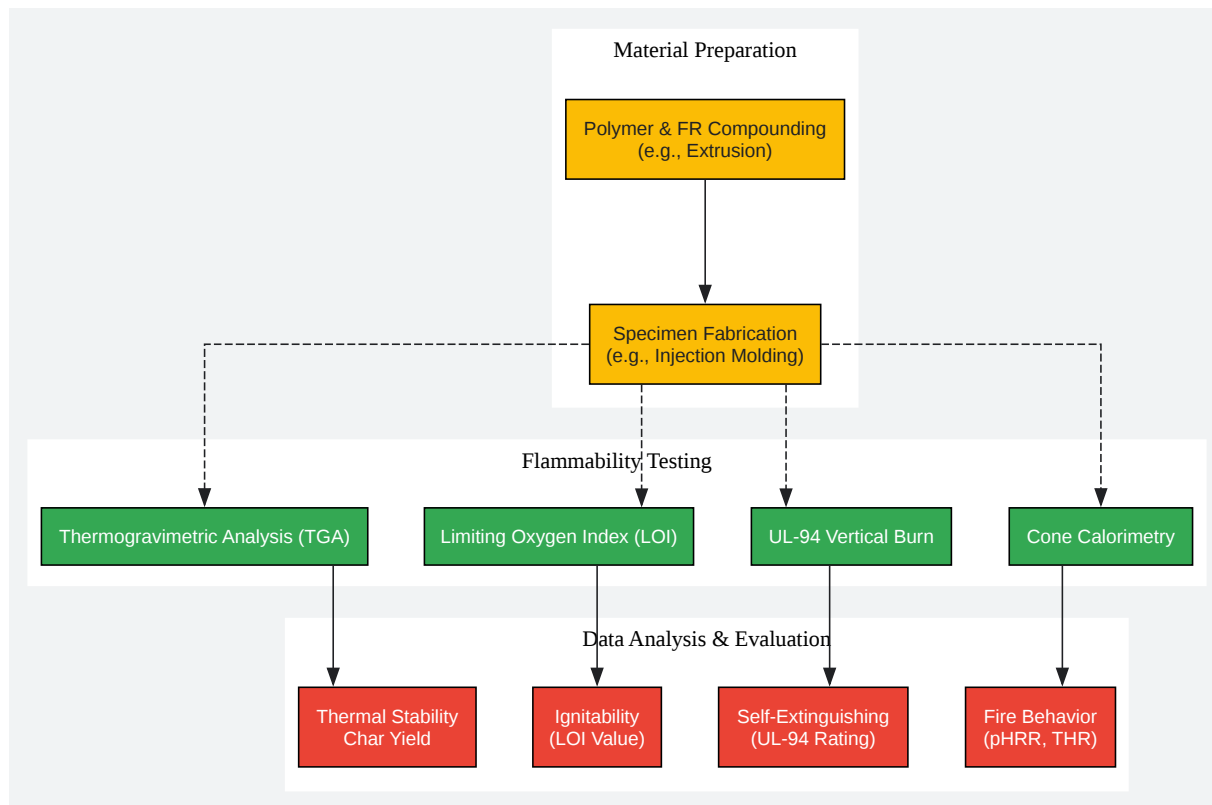 Material Preparation
Polymer & FR Compounding
(e.g., Extrusion)
Specimen Fabrication
(e.g., Injection Molding)
Flammability Testing
Thermogravimetric Analysis (TGA)
Limiting Oxygen Index (LOI)
UL-94 Vertical Burn
Cone Calorimetry
Data Analysis & Evaluation
Thermal Stability
Char Yield
Ignitability
(LOI Value)
Self-Extinguishing
(UL-94 Rating)
Fire Behavior
(pHRR, THR)